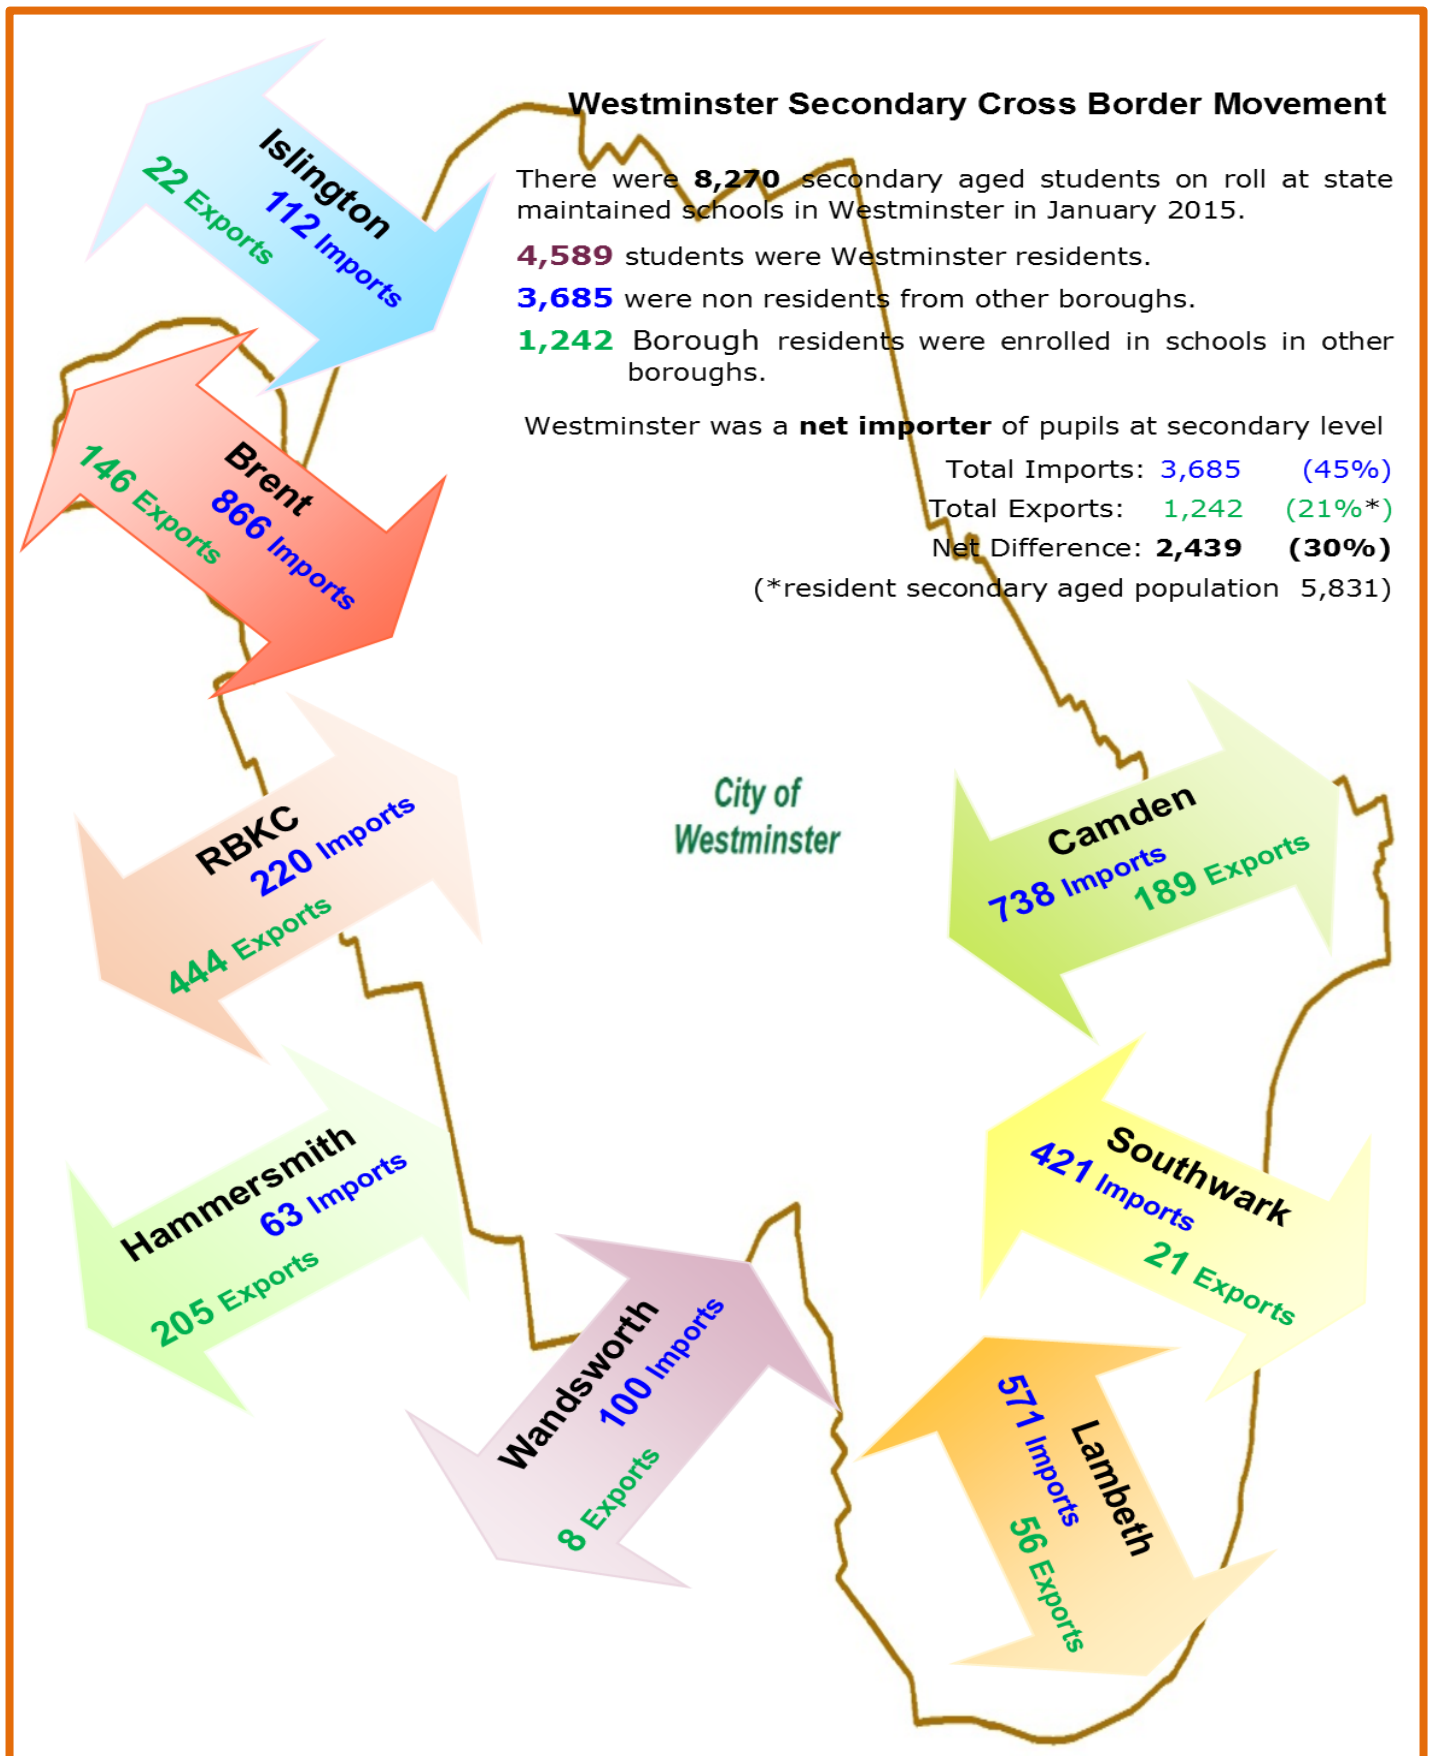 Westminster Secondary Cross Border Movement
There were 8,270 secondary aged students on roll at state
maintained schools in Westminster in January 2015.
4,589 students were Westminster residents.
3,685 were non residents from other boroughs.
1,242 Borough residents were enrolled in schools in other
boroughs.
Westminster was a net importer of pupils at secondary level
Total Imports: 3,685 (45%)
Total Exports: 1,242 (21%*)
Net Difference: 2,439 (30%)
(*resident secondary aged population 5,831)
Islington
112 Imports
22 Exports
Brent
866 Imports
146 Exports
RBKC
220 Imports
444 Exports
City of
Westminster
Camden
738 Imports
189 Exports
Hammersmith
63 Imports
205 Exports
Southwark
421 Imports
21 Exports
Wandsworth
100 Imports
8 Exports
Lambeth
571 Imports
56 Exports